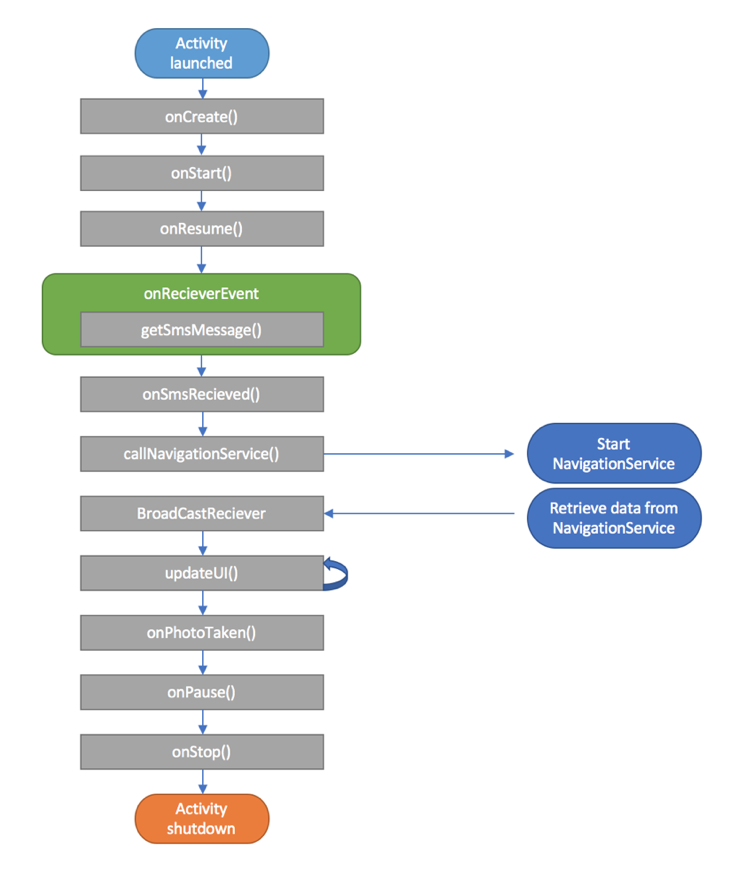 Activity
launched
onCreate()
onStart()
onResume()
onRecieverEvent
getSmsMessage()
onSmsRecieved()
callNavigationService()
Start
NavigationService
BroadCastReciever
Retrieve data from
NavigationService
updateUI()
onPhotoTaken()
onPause()
onStop()
Activity
shutdown